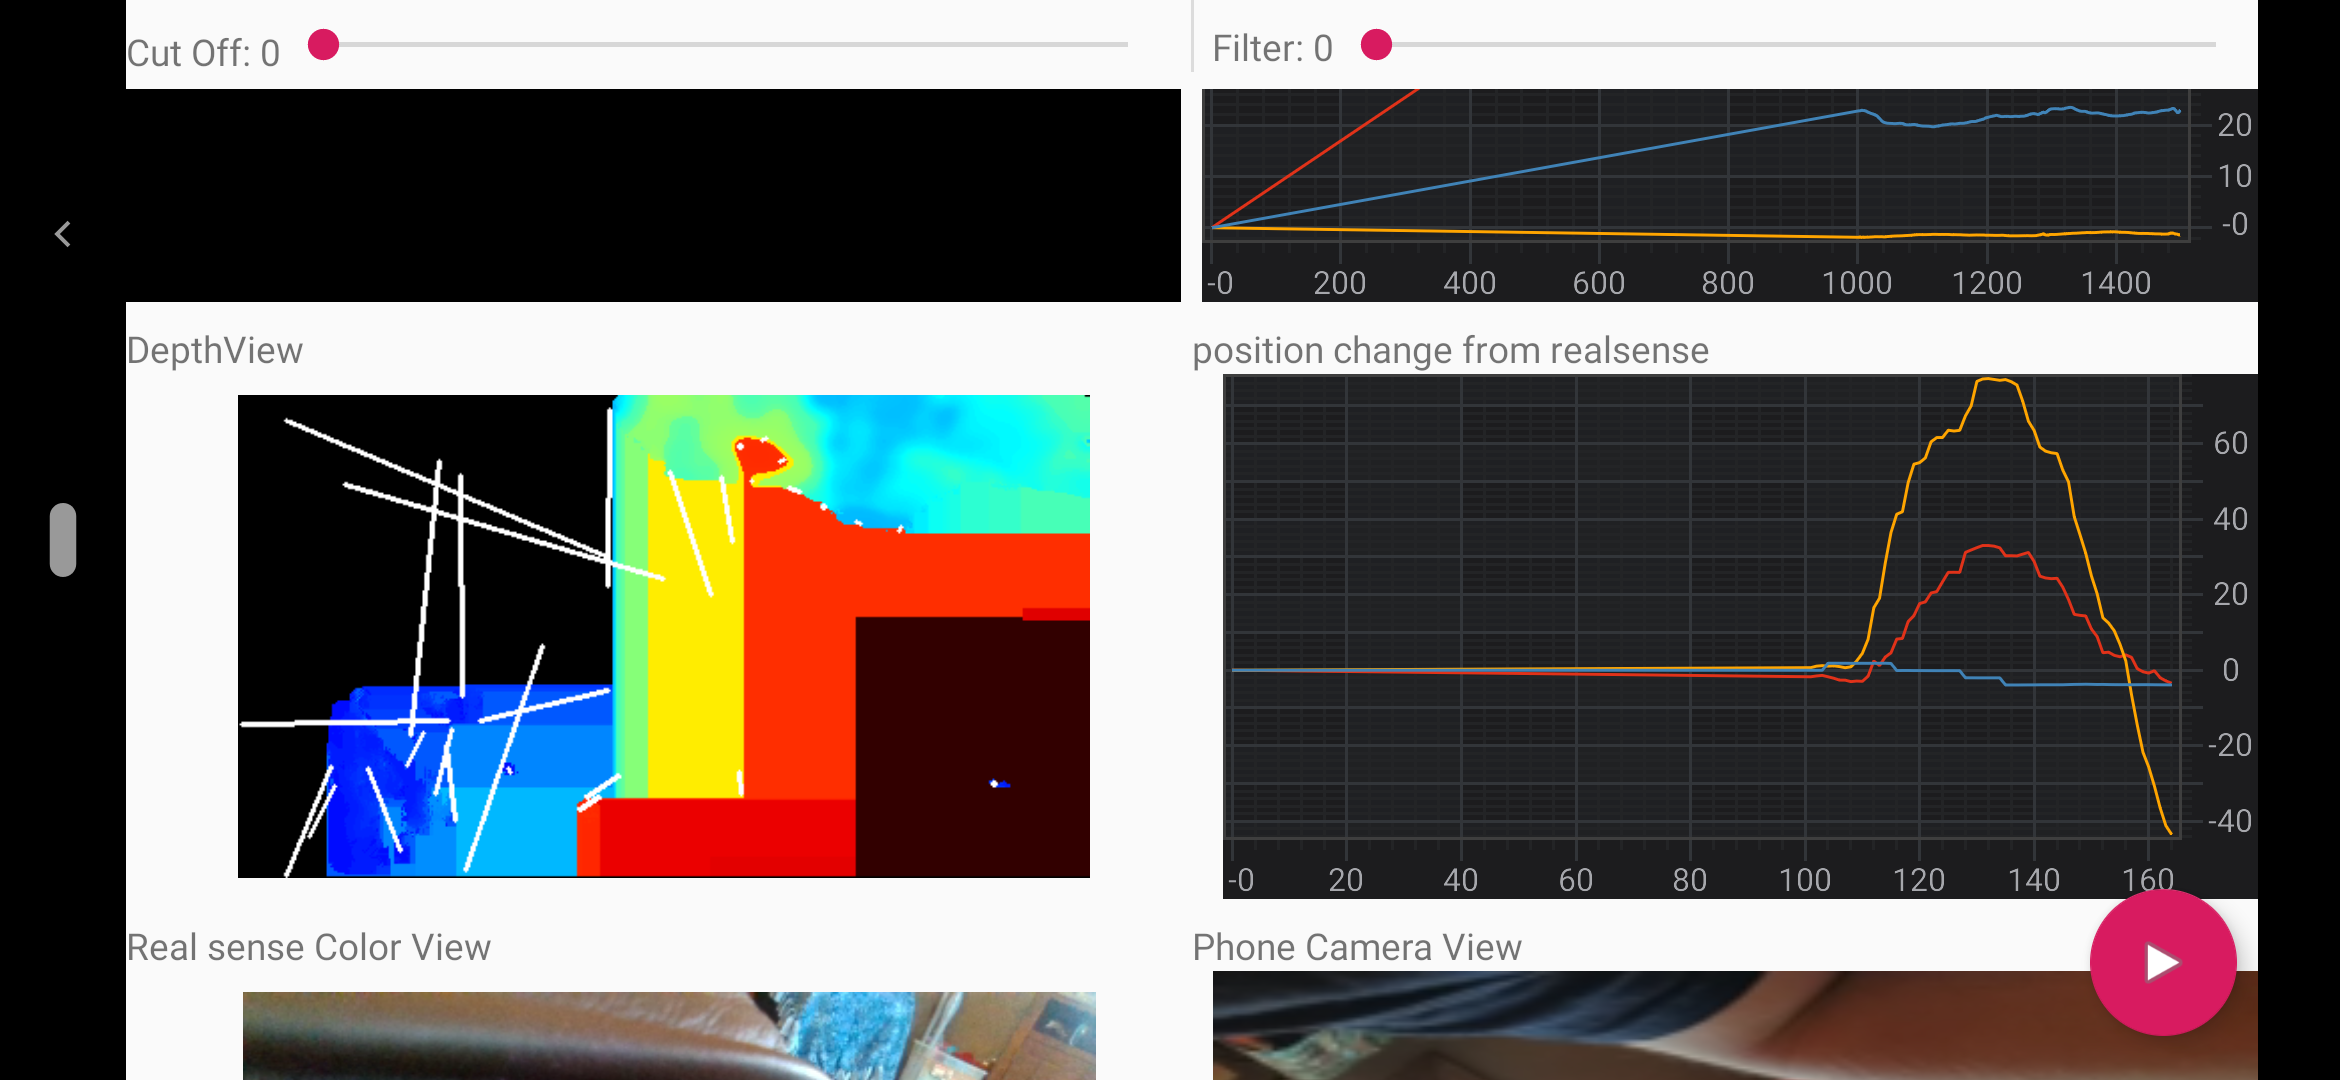 Cut Off: 0
Filter: 0
20
10
-0
-0 200 400 600 800 1000 1200 1400
DepthView
position change from realsense
60
40
20
0
-20
-40
-0 20 40 60 80 100 120 140 160
Real sense Color View
Phone Camera View